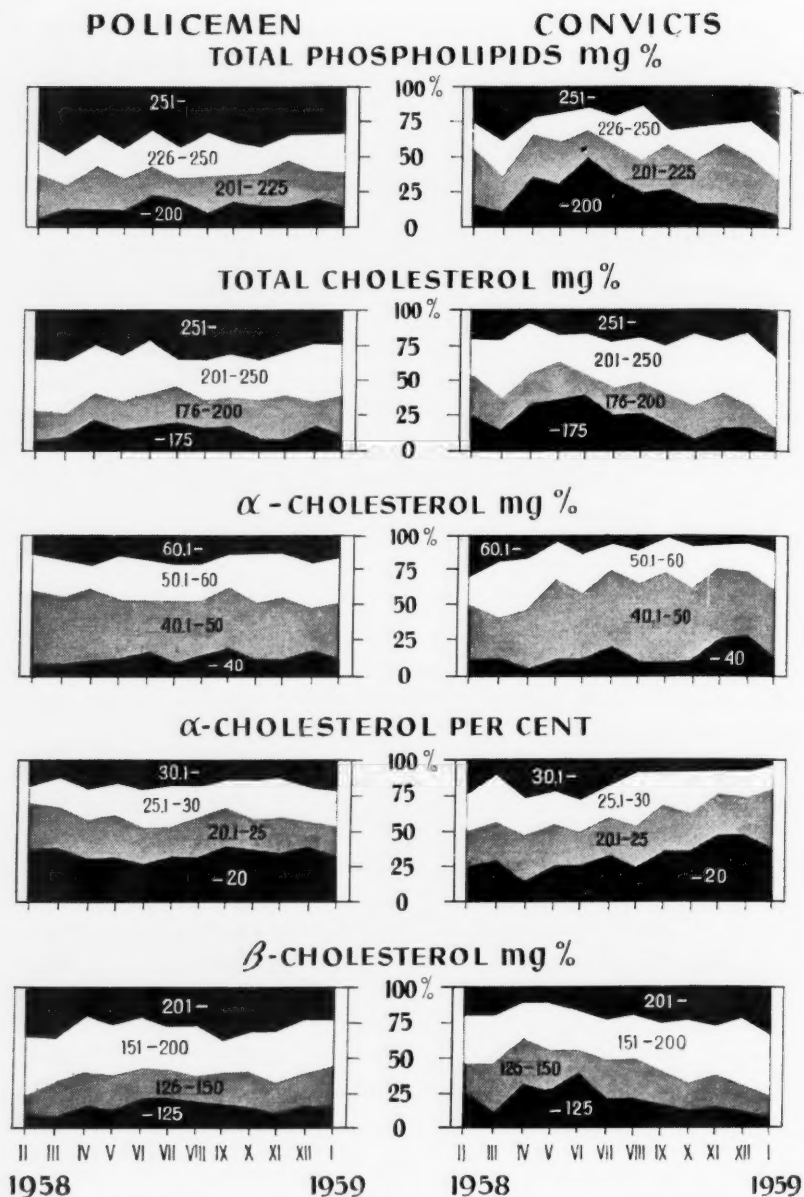 POLICEMEN CONVICTS
TOTAL PHOSPHOLIPIDS mg %
251- 100% 251-
226-250 75 226-250
201-225 50 201-225
25
-200 0 -200
TOTAL CHOLESTEROL mg %
251- 100% 251-
201-250 75 201-250
176-200 50 176-200
25
-175 0 -175
α-CHOLESTEROL mg %
60.1- 100% 60.1-
50.1-60 75 50.1-60
40.1-50 50 40.1-50
25
-40 0 -40
α-CHOLESTEROL PER CENT
30.1- 100% 30.1-
25.1-30 75 25.1-30
20.1-25 50 20.1-25
25
-20 0 -20
β-CHOLESTEROL mg %
201- 100% 201-
151-200 75 151-200
126-150 50 126-150
25
-125 0 -125
II III IV V VI VII VIII IX X XI XII I II III IV V VI VII VIII IX X XI XII I
1958 1959 1958 1959